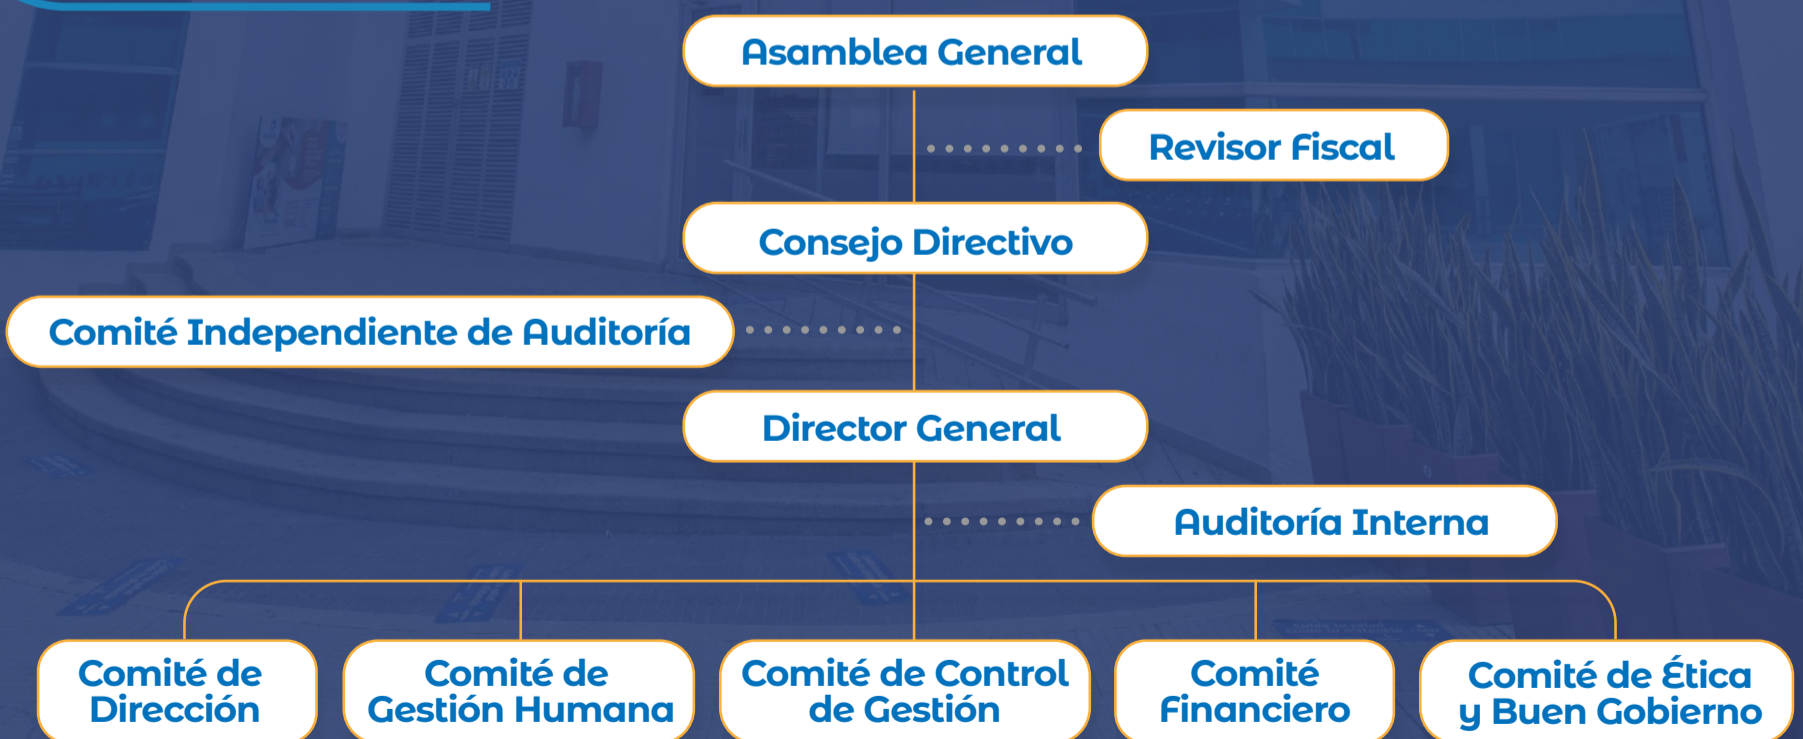 Asamblea General
Revisor Fiscal
Consejo Directivo
Comité Independiente de Auditoría
Director General
Auditoría Interna
Comité de
Dirección
Comité de
Gestión Humana
Comité de Control
de Gestión
Comité
Financiero
Comité de Ética
y Buen Gobierno